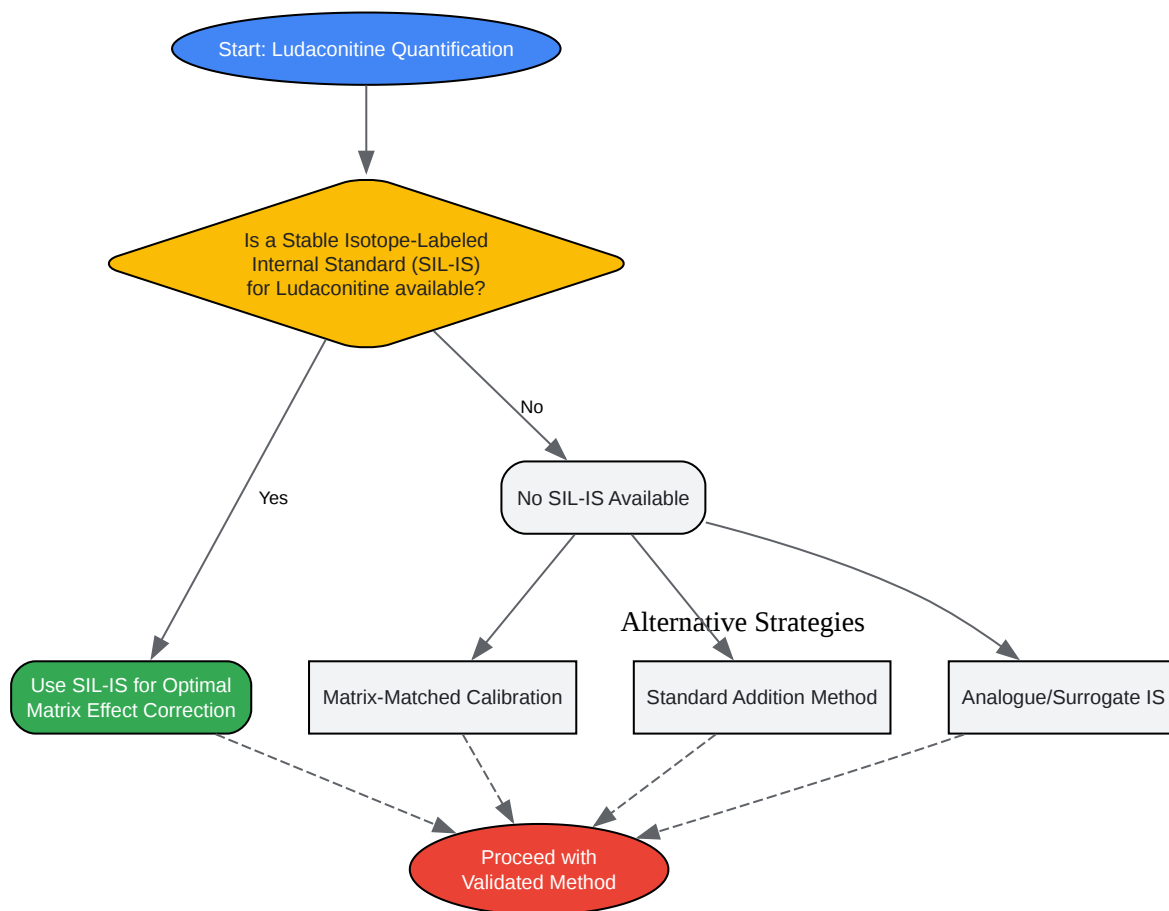 Start: Ludaconitine Quantification
Is a Stable Isotope-Labeled
Internal Standard (SIL-IS)
for Ludaconitine available?
No
Yes
No SIL-IS Available
Alternative Strategies
Use SIL-IS for Optimal
Matrix Effect Correction
Matrix-Matched Calibration
Standard Addition Method
Analogue/Surrogate IS
Proceed with
Validated Method